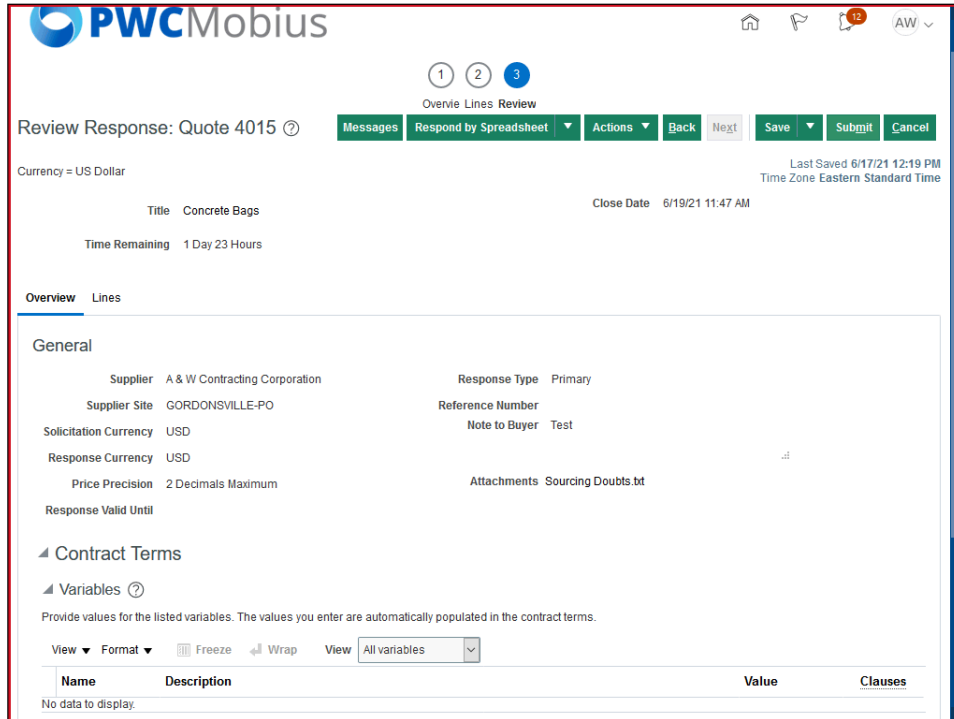 PWCMobius
12
AW
1 2 3
Overvie Lines Review
Review Response: Quote 4015 ?
Messages Respond by Spreadsheet Actions Back Next Save Submit Cancel
Last Saved 6/17/21 12:19 PM
Currency = US Dollar
Time Zone Eastern Standard Time
Title Concrete Bags
Close Date 6/19/21 11:47 AM
Time Remaining 1 Day 23 Hours
Overview Lines
General
Supplier A & W Contracting Corporation
Response Type Primary
Supplier Site GORDONSVILLE-PO
Reference Number
Solicitation Currency USD
Note to Buyer Test
Response Currency USD
Price Precision 2 Decimals Maximum
Attachments Sourcing Doubts.txt
Response Valid Until
Contract Terms
Variables ?
Provide values for the listed variables. The values you enter are automatically populated in the contract terms.
View Format Freeze Wrap View All variables
Name Description Value Clauses
No data to display.